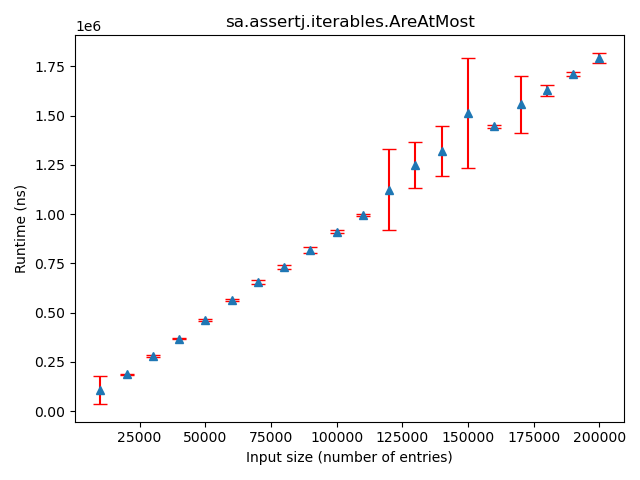 sa.assertj.iterables.AreAtMost
1e6
1.75
1.50
1.25
1.00
0.75
0.50
0.25
0.00
Runtime (ns)
25000 50000 75000 100000 125000 150000 175000 200000
Input size (number of entries)